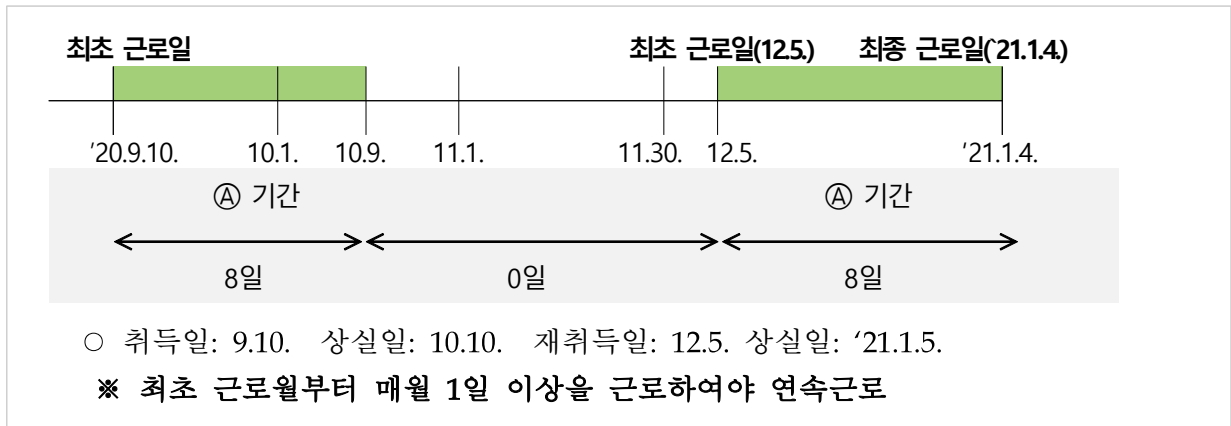 최초 근로일 최초 근로일(12.5.) 최종 근로일(`21.1.4.)
'20.9.10. 10.1. 10.9. 11.1. 11.30. 12.5. '21.1.4.
Ⓐ 기간 Ⓐ 기간
8일 0일 8일
○ 취득일: 9.10. 상실일: 10.10. 재취득일: 12.5. 상실일: ‘21.1.5.
※ 최초 근로월부터 매월 1일 이상을 근로하여야 연속근로